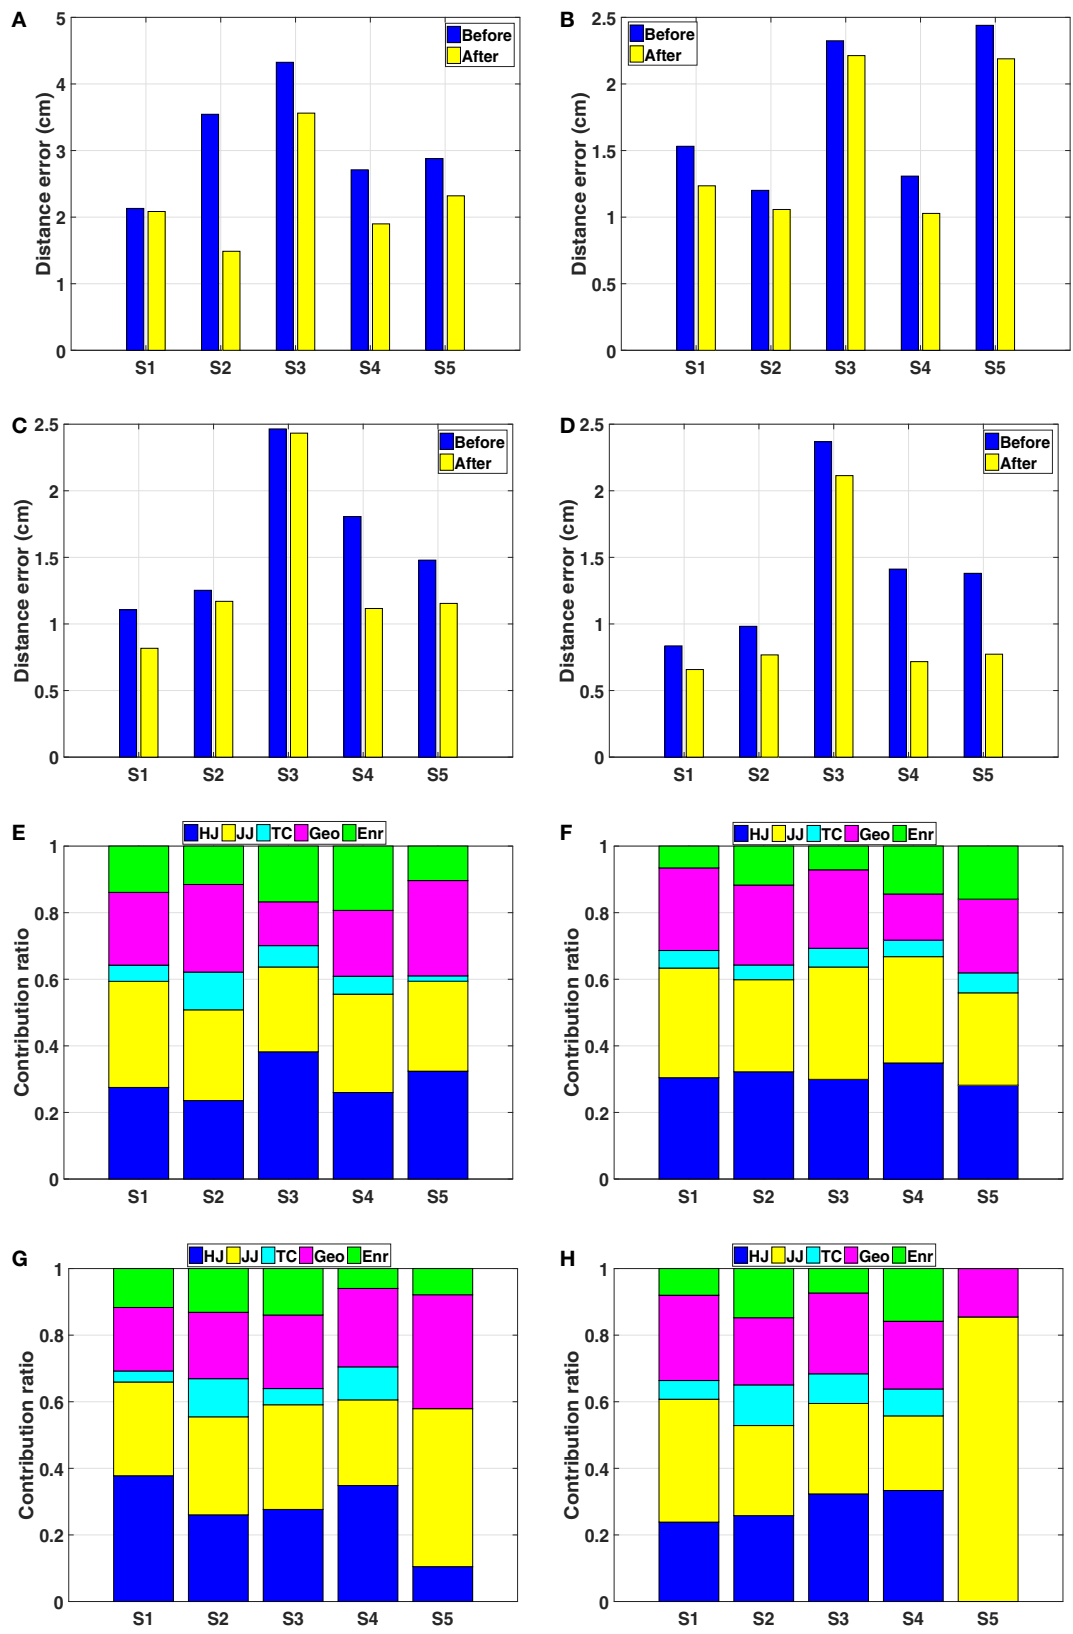 A
Distance error (cm)
5
4
3
2
1
0
Before
After
S1 S2 S3 S4 S5
B
Distance error (cm)
2.5
2
1.5
1
0.5
0
Before
After
S1 S2 S3 S4 S5
C
Distance error (cm)
2.5
2
1.5
1
0.5
0
Before
After
S1 S2 S3 S4 S5
D
Distance error (cm)
2.5
2
1.5
1
0.5
0
Before
After
S1 S2 S3 S4 S5
E
HJ JJ TC Geo Enr
Contribution ratio
1
0.8
0.6
0.4
0.2
0
S1 S2 S3 S4 S5
F
HJ JJ TC Geo Enr
Contribution ratio
1
0.8
0.6
0.4
0.2
0
S1 S2 S3 S4 S5
G
HJ JJ TC Geo Enr
Contribution ratio
1
0.8
0.6
0.4
0.2
0
S1 S2 S3 S4 S5
H
HJ JJ TC Geo Enr
Contribution ratio
1
0.8
0.6
0.4
0.2
0
S1 S2 S3 S4 S5